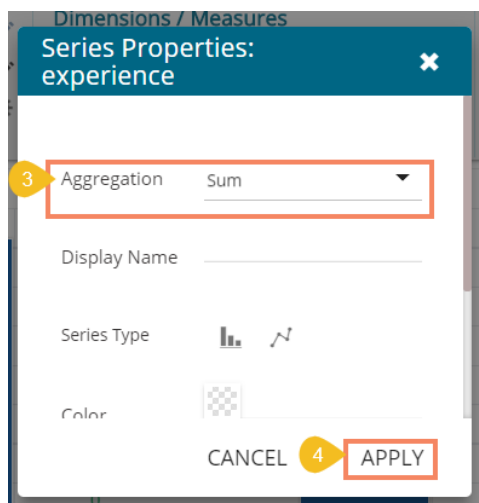 Dimensions / Measures
Series Properties:
experience
3 Aggregation Sum
Display Name
Series Type
Color
CANCEL 4 APPLY